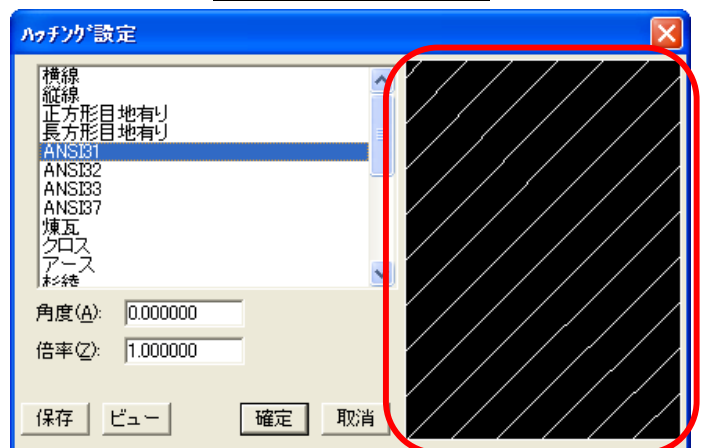 ﾊｯﾁﾝｸﾞ設定
横線
縦線
正方形目地有り
長方形目地有り
ANSI31
ANSI32
ANSI33
ANSI37
煉瓦
クロス
アース
杉綾
角度(A): 0.000000
倍率(Z): 1.000000
保存 ビュー 確定 取消